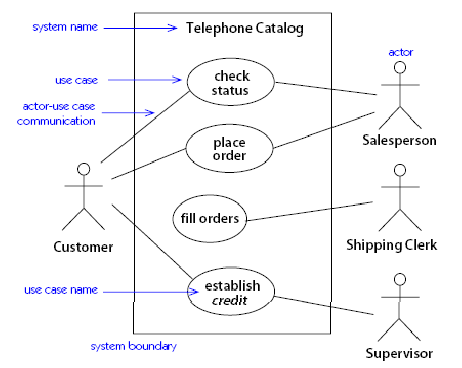 system name
Telephone Catalog
actor
use case
check
status
actor-use case
communication
place
order
Salesperson
fill orders
Customer
Shipping Clerk
use case name
establish
credit
system boundary
Supervisor